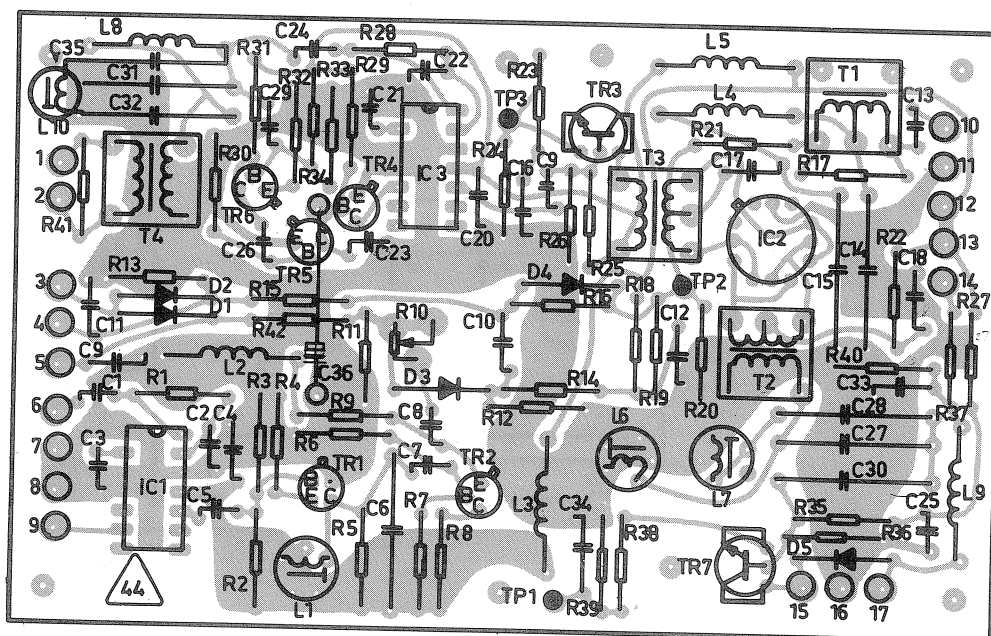 L8
C24
R28
C35
R31
L5
T1
C31
R32
R33
R29
C22
R23
C32
C29
C21
TP3
TR3
L4
C13
L10
R21
10
1
R30
TR4
IC3
R24
C16
C9
T3
C17
R17
11
2
R34
B
C
E
E
B
C
12
R41
T4
TR6
C26
E
C
B
TR5
C23
C20
R26
IC2
C14
R22
13
R13
D4
R25
C15
C18
3
D2
R15
R16
R18
TP2
14
R27
C11
D1
4
R42
R11
R10
C10
C12
5
C9
L2
C36
R40
C1
R1
R3
R4
D3
R14
T2
C33
6
R9
C8
R12
R19
R20
R37
C2
C4
L6
C28
7
C3
R6
C7
TR2
C27
8
IC1
TR1
B
E
C
E
B
C
L7
C30
C5
C6
R7
L3
C34
C25
L9
9
R5
R8
R38
R35
R36
D5
R2
44
L1
TP1
R39
TR7
15
16
17